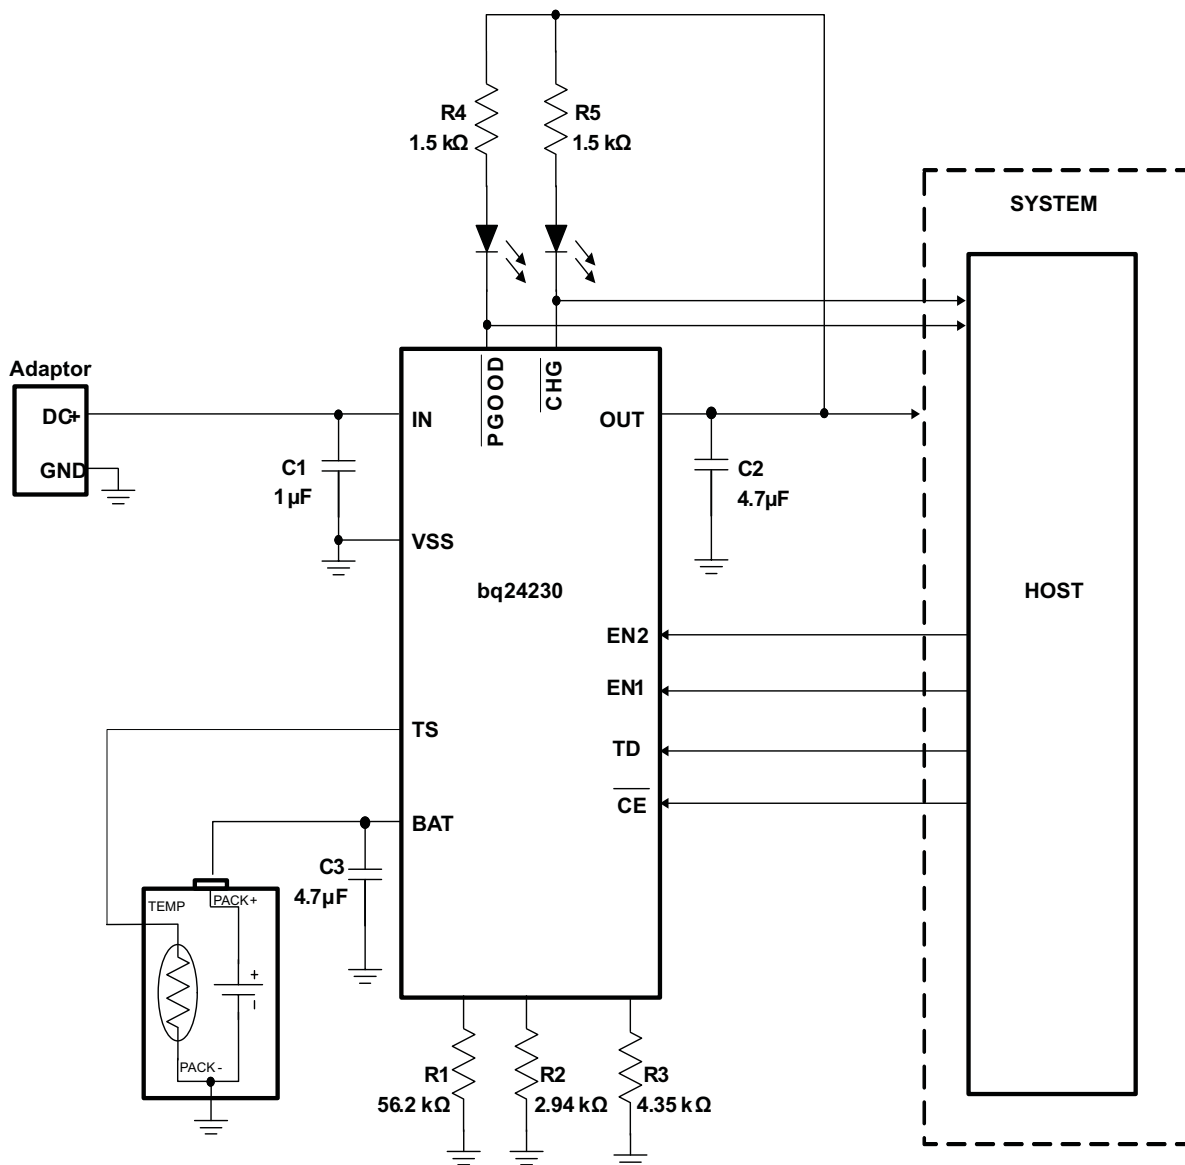 R4
1.5 kΩ
R5
1.5 kΩ
SYSTEM
Adaptor
DC+
GND
IN
PGOOD
CHG
OUT
C1
1 µF
C2
4.7µF
VSS
bq24230
HOST
EN2
EN1
TS
TD
CE
BAT
C3
4.7µF
TEMP
PACK+
+
–
PACK-
R1
56.2 kΩ
R2
2.94 kΩ
R3
4.35 kΩ